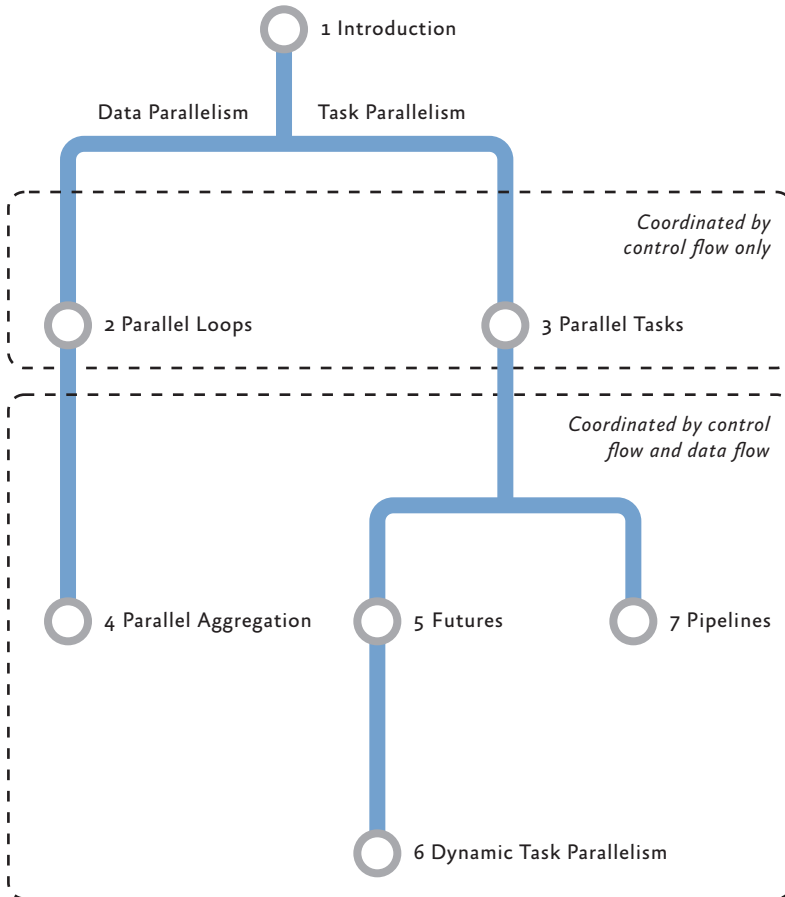 1 Introduction
Data Parallelism
Task Parallelism
Coordinated by
control flow only
2 Parallel Loops
3 Parallel Tasks
Coordinated by control
flow and data flow
4 Parallel Aggregation
5 Futures
7 Pipelines
6 Dynamic Task Parallelism